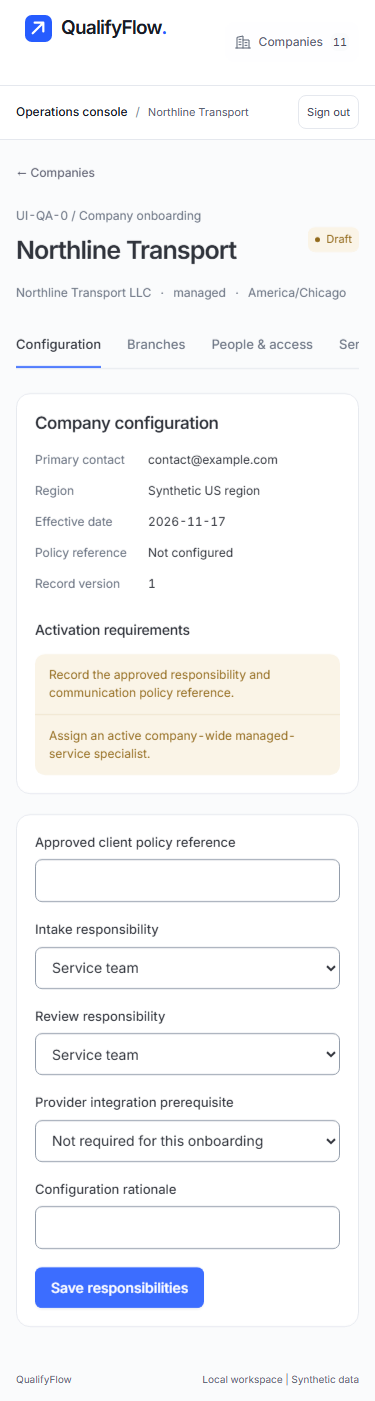 QualifyFlow.
Companies 11
Operations console / Northline Transport
Sign out
← Companies
UI-QA-0 / Company onboarding
Northline Transport
Draft
Northline Transport LLC · managed · America/Chicago
Configuration Branches People & access Ser
Company configuration
Primary contact contact@example.com
Region Synthetic US region
Effective date 2026-11-17
Policy reference Not configured
Record version 1
Activation requirements
Record the approved responsibility and
communication policy reference.
Assign an active company-wide managed-
service specialist.
Approved client policy reference
Intake responsibility
Service team
Review responsibility
Service team
Provider integration prerequisite
Not required for this onboarding
Configuration rationale
Save responsibilities
QualifyFlow
Local workspace | Synthetic data